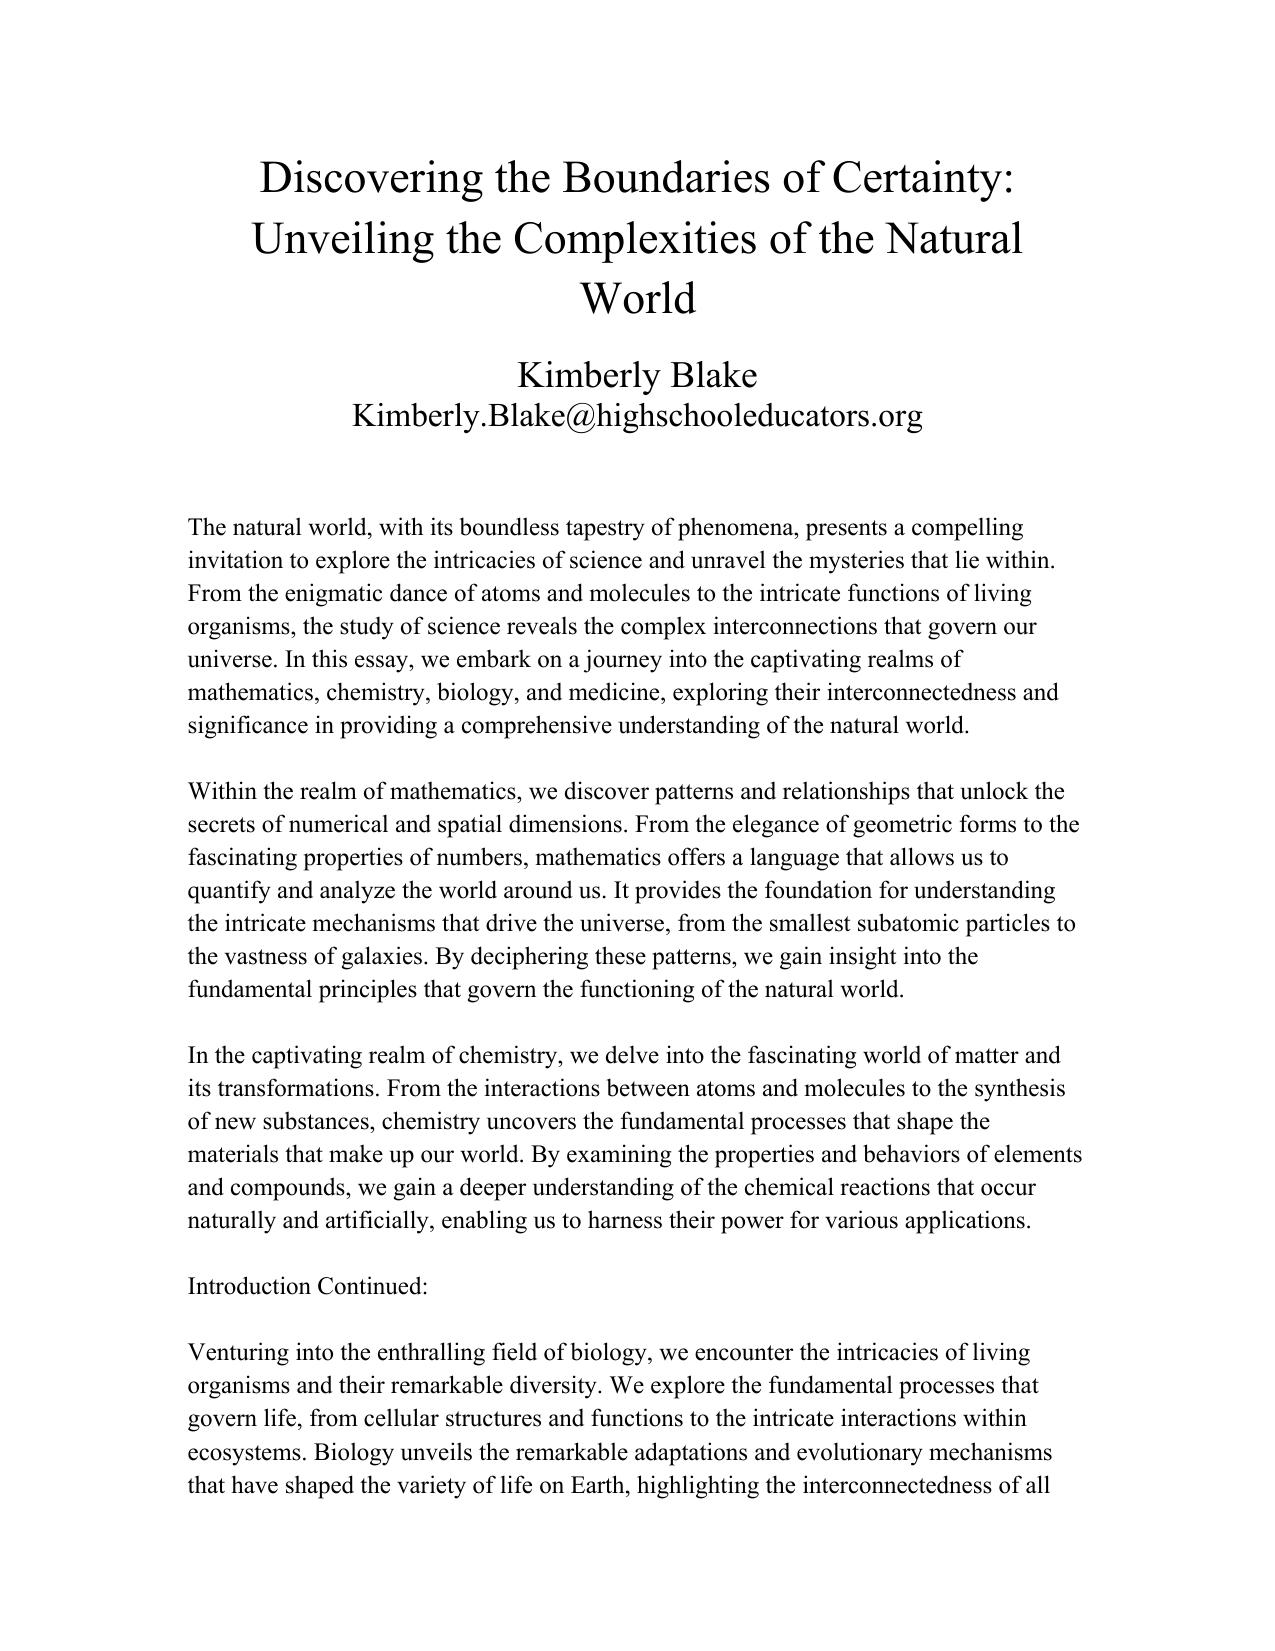 Discovering the Boundaries of Certainty:
Unveiling the Complexities of the Natural
World
Kimberly Blake
Kimberly.Blake@highschooleducators.org
The natural world, with its boundless tapestry of phenomena, presents a compelling
invitation to explore the intricacies of science and unravel the mysteries that lie within.
From the enigmatic dance of atoms and molecules to the intricate functions of living
organisms, the study of science reveals the complex interconnections that govern our
universe. In this essay, we embark on a journey into the captivating realms of
mathematics, chemistry, biology, and medicine, exploring their interconnectedness and
significance in providing a comprehensive understanding of the natural world.
Within the realm of mathematics, we discover patterns and relationships that unlock the
secrets of numerical and spatial dimensions. From the elegance of geometric forms to the
fascinating properties of numbers, mathematics offers a language that allows us to
quantify and analyze the world around us. It provides the foundation for understanding
the intricate mechanisms that drive the universe, from the smallest subatomic particles to
the vastness of galaxies. By deciphering these patterns, we gain insight into the
fundamental principles that govern the functioning of the natural world.
In the captivating realm of chemistry, we delve into the fascinating world of matter and
its transformations. From the interactions between atoms and molecules to the synthesis
of new substances, chemistry uncovers the fundamental processes that shape the
materials that make up our world. By examining the properties and behaviors of elements
and compounds, we gain a deeper understanding of the chemical reactions that occur
naturally and artificially, enabling us to harness their power for various applications.
Introduction Continued:
Venturing into the enthralling field of biology, we encounter the intricacies of living
organisms and their remarkable diversity. We explore the fundamental processes that
govern life, from cellular structures and functions to the intricate interactions within
ecosystems. Biology unveils the remarkable adaptations and evolutionary mechanisms
that have shaped the variety of life on Earth, highlighting the interconnectedness of all